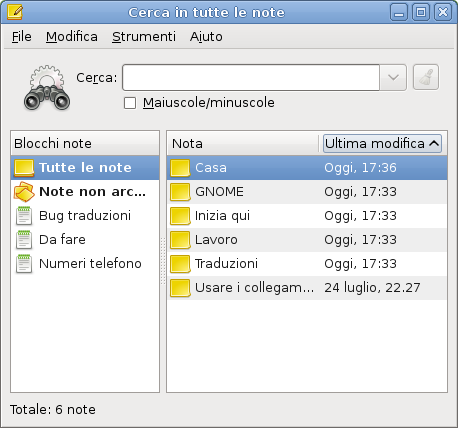 Cerca in tutte le note
File Modifica Strumenti Aiuto
Cerca:
Maiuscole/minuscole
Blocchi note
Tutte le note
Note non arc...
Bug traduzioni
Da fare
Numeri telefono
Nota Ultima modifica
Casa Oggi, 17:36
GNOME Oggi, 17:33
Inizia qui Oggi, 17:33
Lavoro Oggi, 17:33
Traduzioni Oggi, 17:33
Usare i collegam... 24 luglio, 22.27
Totale: 6 note